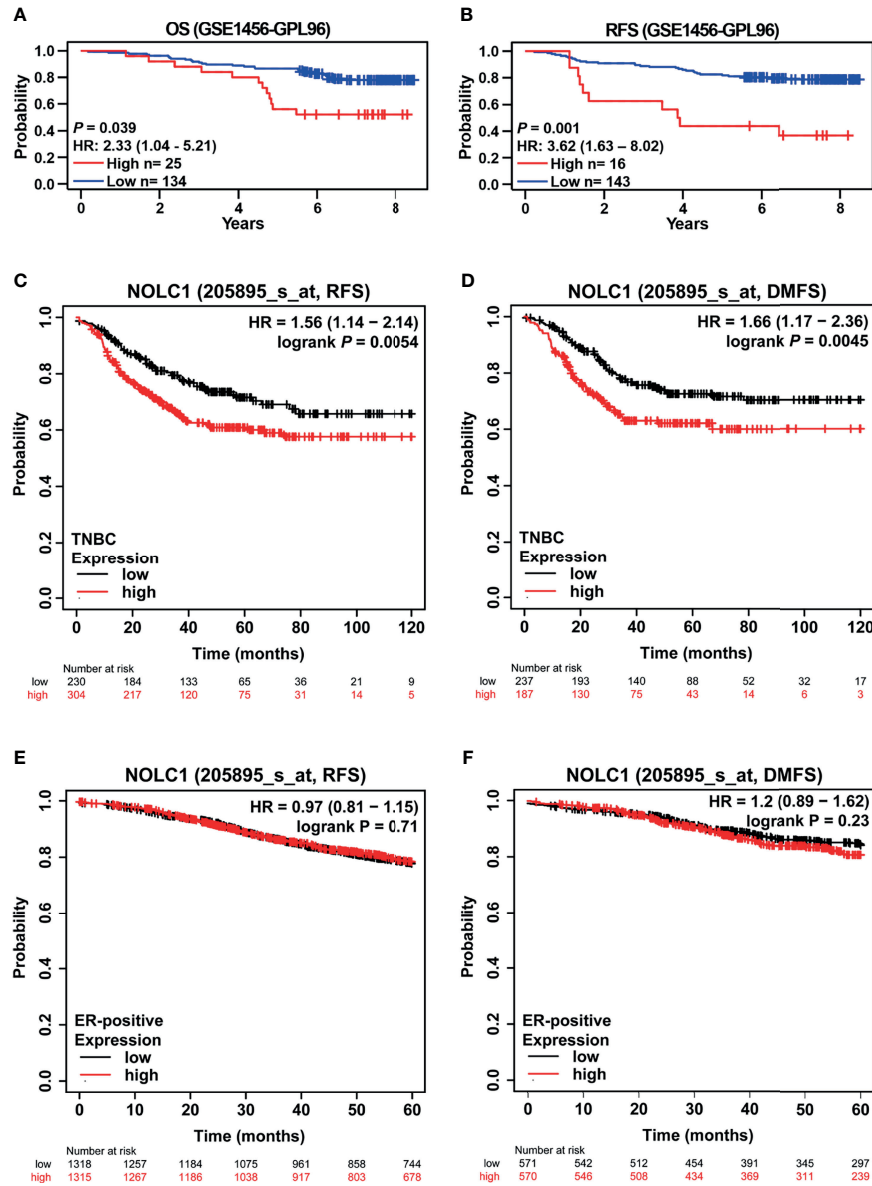 A
OS (GSE1456-GPL96)
Probability
1.0
0.8
0.6
0.4
0.2
0.0
P = 0.039
HR: 2.33 (1.04 - 5.21)
High n= 25
Low n= 134
0 2 4 6 8
Years
B
RFS (GSE1456-GPL96)
Probability
1.0
0.8
0.6
0.4
0.2
0.0
P = 0.001
HR: 3.62 (1.63 – 8.02)
High n= 16
Low n= 143
0 2 4 6 8
Years
C
NOLC1 (205895_s_at, RFS)
HR = 1.56 (1.14 – 2.14)
logrank P = 0.0054
Probability
1.0
0.8
0.6
0.4
0.2
0.0
TNBC
Expression
low
high
0 20 40 60 80 100 120
Time (months)
Number at risk
low 230 184 133 65 36 21 9
high 304 217 120 75 31 14 5
D
NOLC1 (205895_s_at, DMFS)
HR = 1.66 (1.17 – 2.36)
logrank P = 0.0045
Probability
1.0
0.8
0.6
0.4
0.2
0.0
TNBC
Expression
low
high
0 20 40 60 80 100 120
Time (months)
Number at risk
low 237 193 140 88 52 32 17
high 187 130 75 43 14 6 3
E
NOLC1 (205895_s_at, RFS)
HR = 0.97 (0.81 – 1.15)
logrank P = 0.71
Probability
1.0
0.8
0.6
0.4
0.2
0.0
ER-positive
Expression
low
high
0 10 20 30 40 50 60
Time (months)
Number at risk
low 1318 1257 1184 1075 961 858 744
high 1315 1267 1186 1038 917 803 678
F
NOLC1 (205895_s_at, DMFS)
HR = 1.2 (0.89 – 1.62)
logrank P = 0.23
Probability
1.0
0.8
0.6
0.4
0.2
0.0
ER-positive
Expression
low
high
0 10 20 30 40 50 60
Time (months)
Number at risk
low 571 542 512 454 391 345 297
high 570 546 508 434 369 311 239